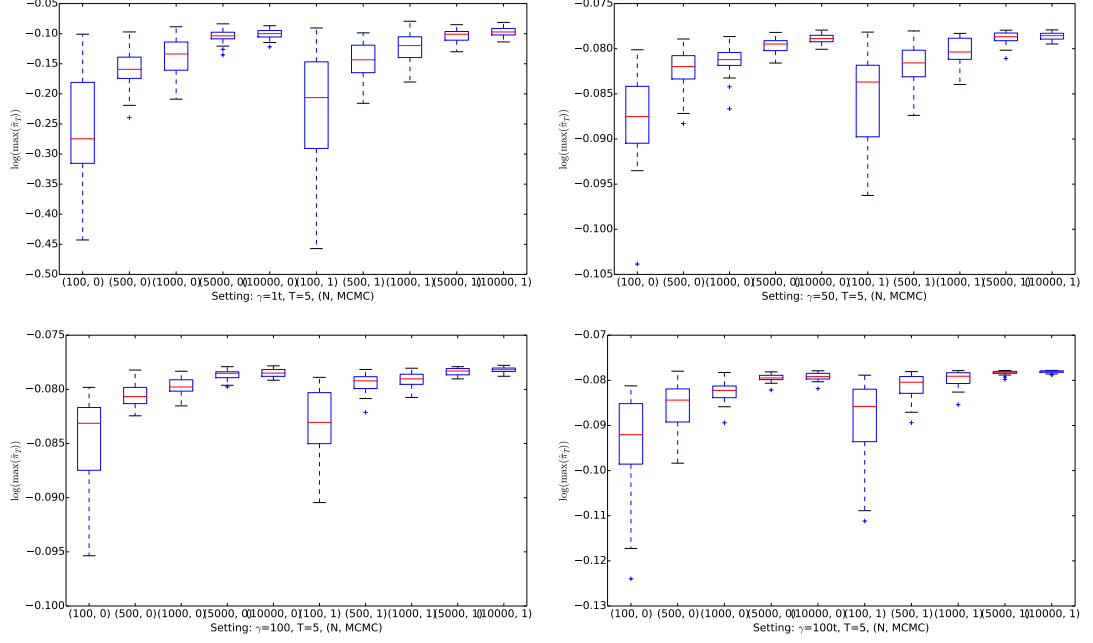 −0.05
−0.10
−0.15
−0.20
−0.25
−0.30
−0.35
−0.40
−0.45
−0.50
log(max(π̂_T))
(100, 0) (500, 0) (1000, 0) (5000, 0) (10000, 0) (100, 1) (500, 1) (1000, 1) (5000, 1) (10000, 1)
Setting: γ=1t, T=5, (N, MCMC)
−0.075
−0.080
−0.085
−0.090
−0.095
−0.100
−0.105
log(max(π̂_T))
(100, 0) (500, 0) (1000, 0) (5000, 0) (10000, 0) (100, 1) (500, 1) (1000, 1) (5000, 1) (10000, 1)
Setting: γ=50, T=5, (N, MCMC)
−0.075
−0.080
−0.085
−0.090
−0.095
−0.100
log(max(π̂_T))
(100, 0) (500, 0) (1000, 0) (5000, 0) (10000, 0) (100, 1) (500, 1) (1000, 1) (5000, 1) (10000, 1)
Setting: γ=100, T=5, (N, MCMC)
−0.07
−0.08
−0.09
−0.10
−0.11
−0.12
−0.13
log(max(π̂_T))
(100, 0) (500, 0) (1000, 0) (5000, 0) (10000, 0) (100, 1) (500, 1) (1000, 1) (5000, 1) (10000, 1)
Setting: γ=100t, T=5, (N, MCMC)